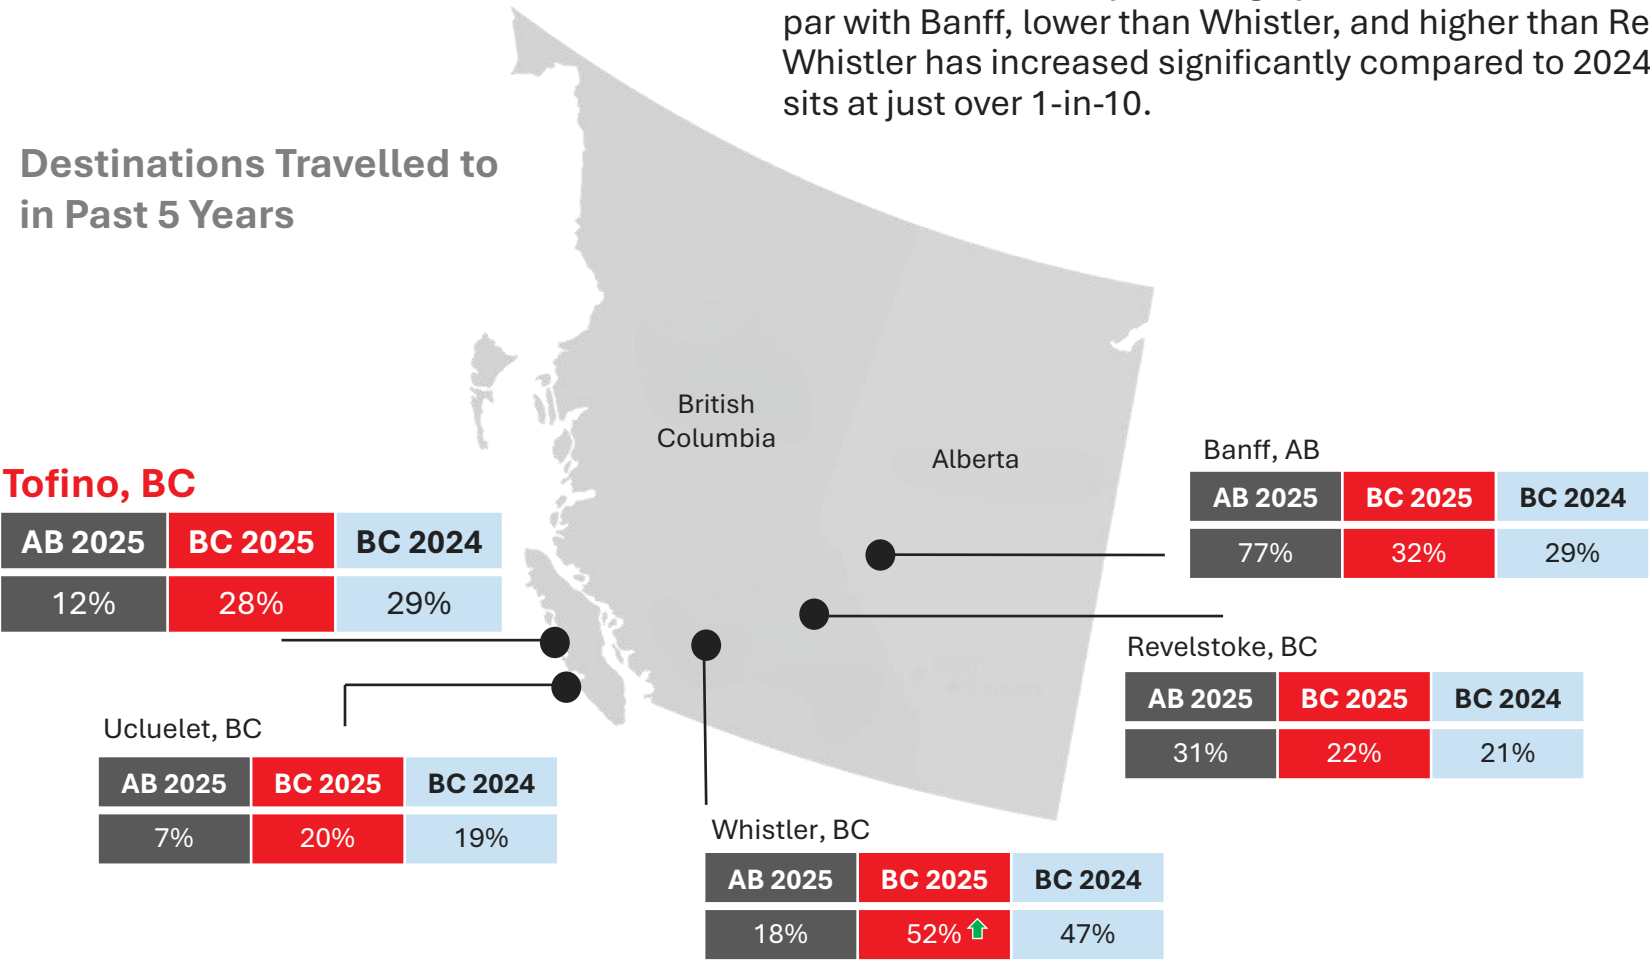 par with Banff, lower than Whistler, and higher than Re
Whistler has increased significantly compared to 2024
sits at just over 1-in-10.
Destinations Travelled to
in Past 5 Years
British
Columbia
Alberta
Tofino, BC
AB 2025 BC 2025 BC 2024
12% 28% 29%
Banff, AB
AB 2025 BC 2025 BC 2024
77% 32% 29%
Revelstoke, BC
AB 2025 BC 2025 BC 2024
31% 22% 21%
Ucluelet, BC
AB 2025 BC 2025 BC 2024
7% 20% 19%
Whistler, BC
AB 2025 BC 2025 BC 2024
18% 52% 47%